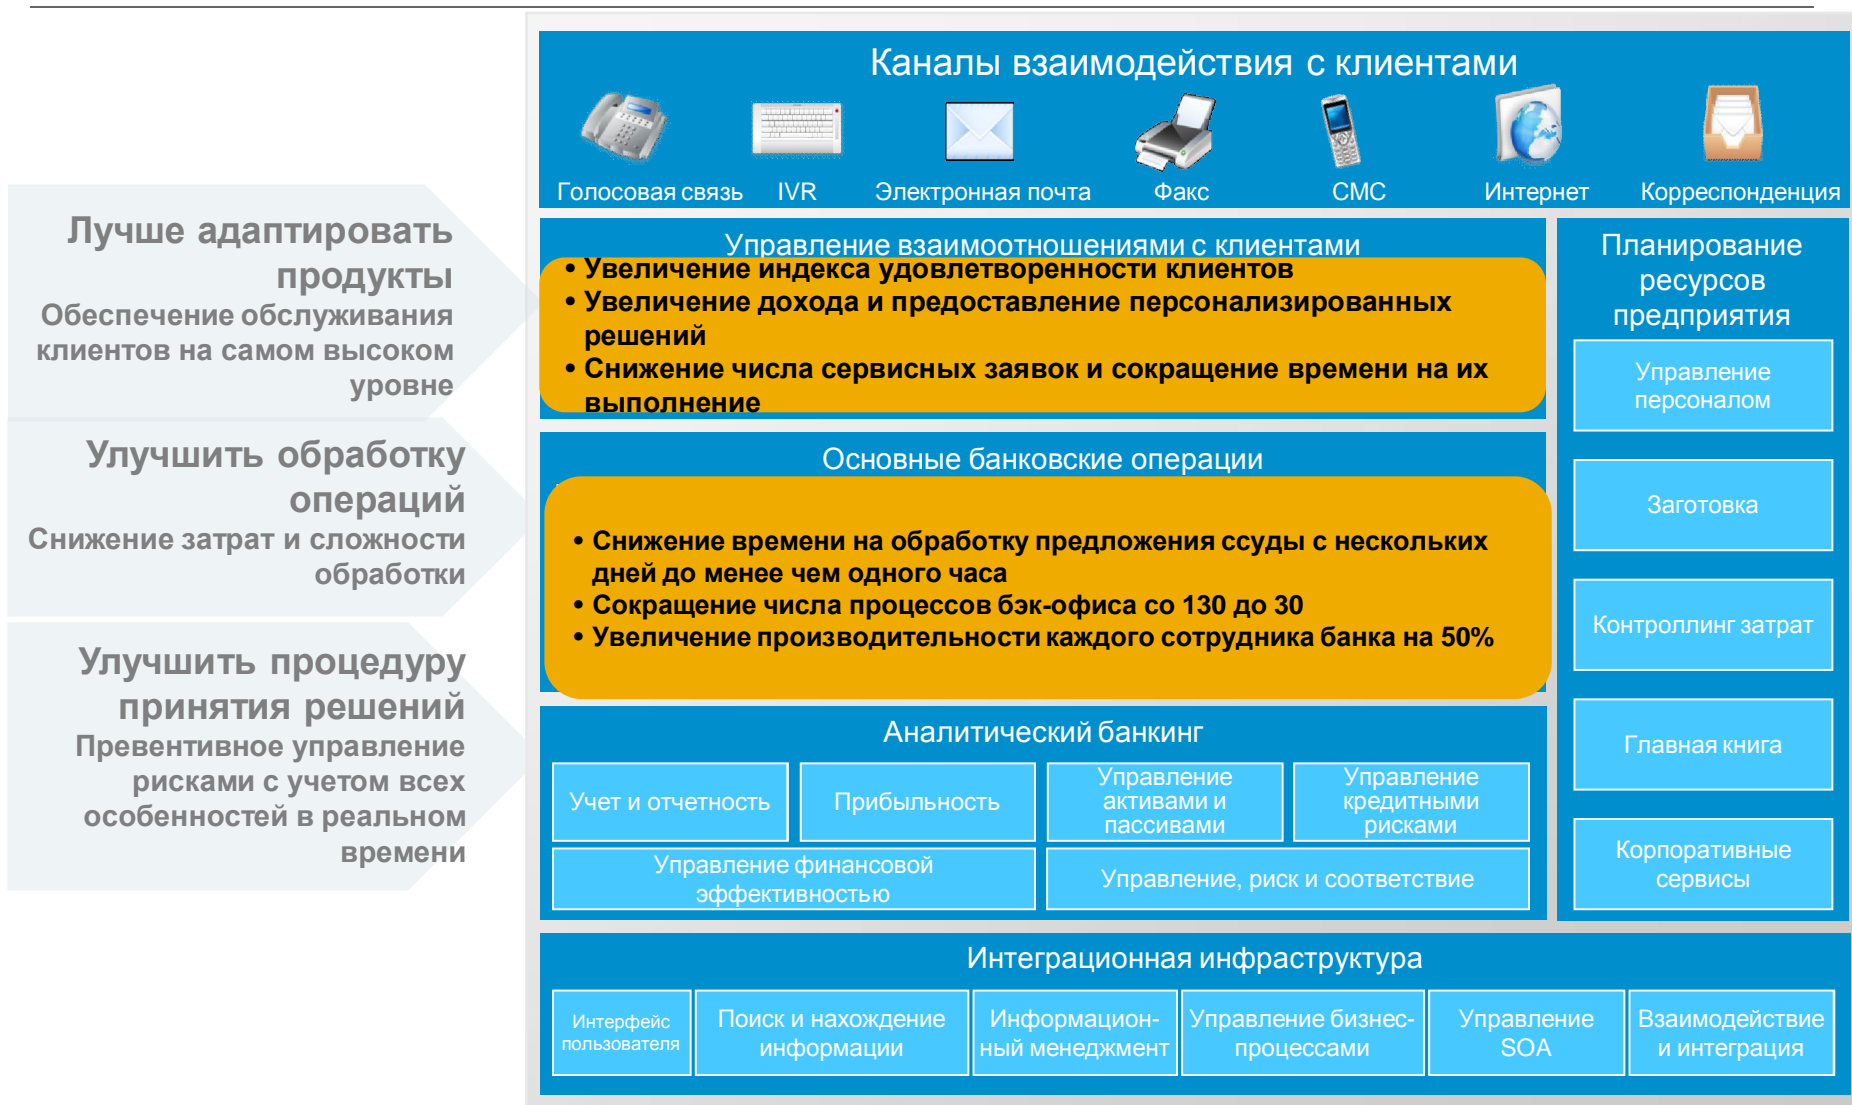 Каналы взаимодействия с клиентами
Голосовая связь
IVR
Электронная почта
Факс
СМС
Интернет
Корреспонденция
Лучше адаптировать
продукты
Обеспечение обслуживания
клиентов на самом высоком
уровне
Улучшить обработку
операций
Снижение затрат и сложности
обработки
Улучшить процедуру
принятия решений
Превентивное управление
рисками с учетом всех
особенностей в реальном
времени
Управление взаимоотношениями с клиентами
• Увеличение индекса удовлетворенности клиентов
• Увеличение дохода и предоставление персонализированных
решений
• Снижение числа сервисных заявок и сокращение времени на их
выполнение
Основные банковские операции
• Снижение времени на обработку предложения ссуды с нескольких
дней до менее чем одного часа
• Сокращение числа процессов бэк-офиса со 130 до 30
• Увеличение производительности каждого сотрудника банка на 50%
Аналитический банкинг
Учет и отчетность
Прибыльность
Управление
активами и
пассивами
Управление
кредитными
рисками
Управление финансовой
эффективностью
Управление, риск и соответствие
Планирование
ресурсов
предприятия
Управление
персоналом
Заготовка
Контроллинг затрат
Главная книга
Корпоративные
сервисы
Интеграционная инфраструктура
Интерфейс
пользователя
Поиск и нахождение
информации
Информацион-
ный менеджмент
Управление бизнес-
процессами
Управление
SOA
Взаимодействие
и интеграция